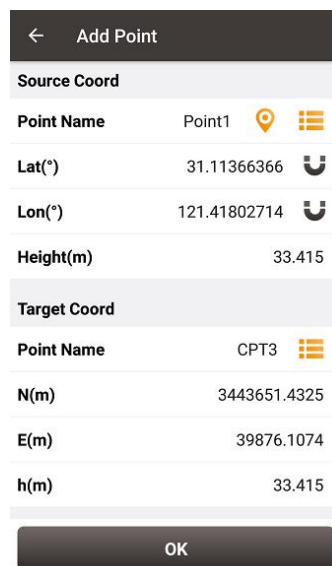 Add Point
Source Coord
Point Name Point1
Lat(°) 31.11366366
Lon(°) 121.41802714
Height(m) 33.415
Target Coord
Point Name CPT3
N(m) 3443651.4325
E(m) 39876.1074
h(m) 33.415
OK